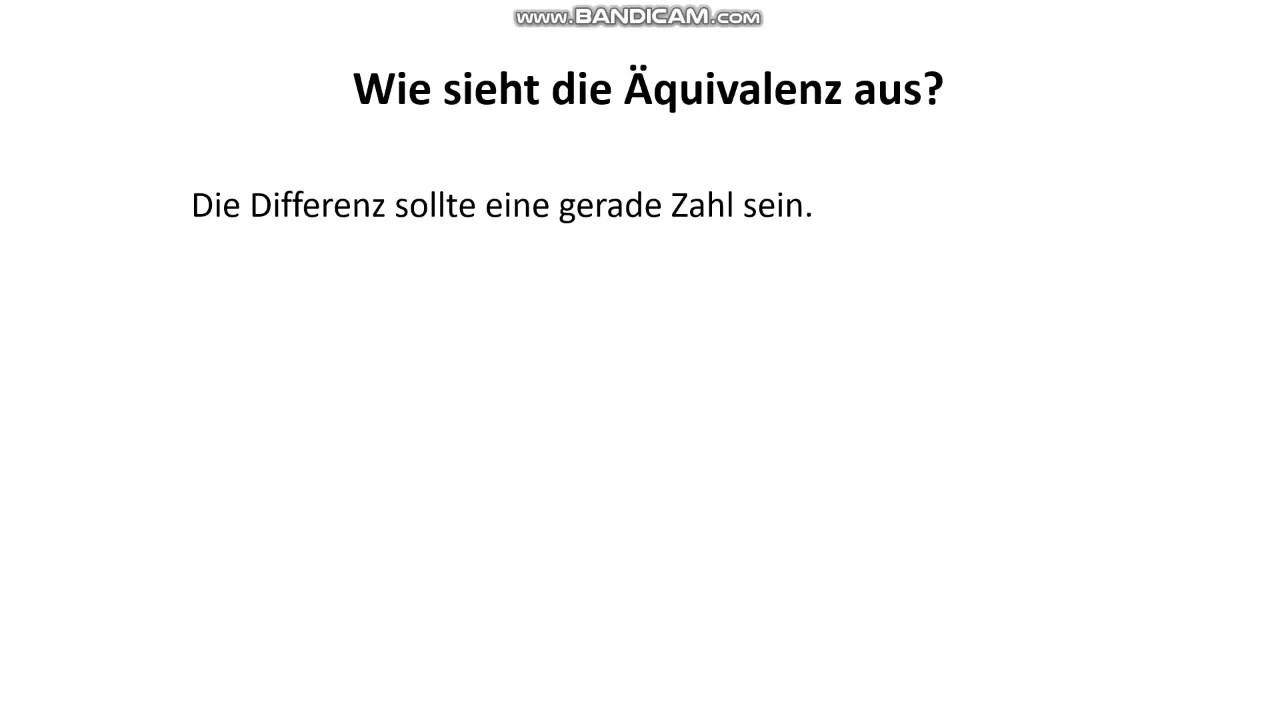 www.BANDICAM.com
Wie sieht die Äquivalenz aus?
Die Differenz sollte eine gerade Zahl sein.